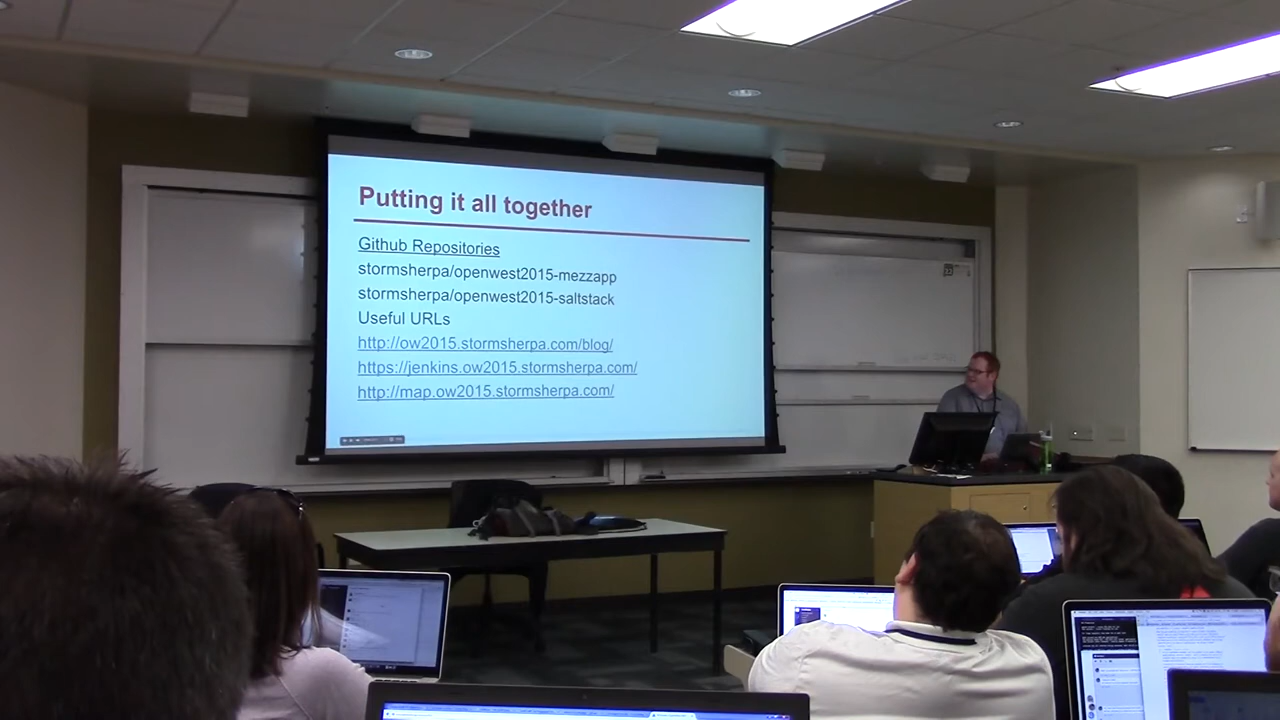 Putting it all together
Github Repositories
stormsherpa/openwest2015-mezzapp
stormsherpa/openwest2015-saltstack
Useful URLs
http://ow2015.stormsherpa.com/blog/
https://jenkins.ow2015.stormsherpa.com/
http://map.ow2015.stormsherpa.com/